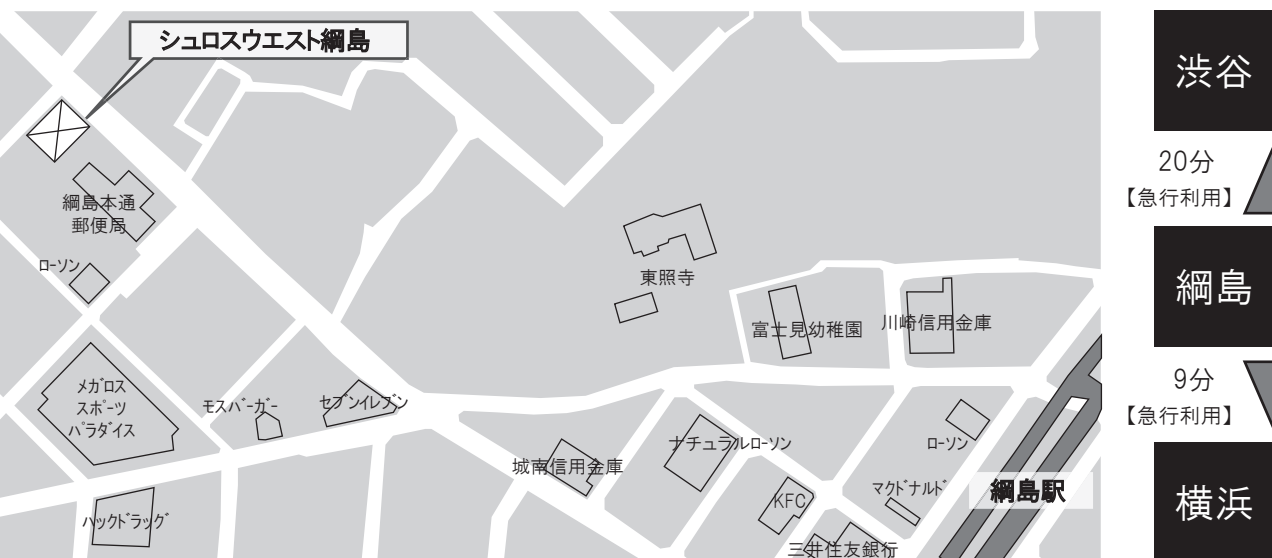 シュロスウエスト綱島
綱島本通
郵便局
ローソン
東照寺
富士見幼稚園
川崎信用金庫
メガロス
スポーツ
パラダイス
モスバーガー
セブンイレブン
城南信用金庫
ナチュラルローソン
ローソン
マクドナルド
綱島駅
KFC
ハックドラッグ
三井住友銀行
渋谷
20分
【急行利用】
綱島
9分
【急行利用】
横浜